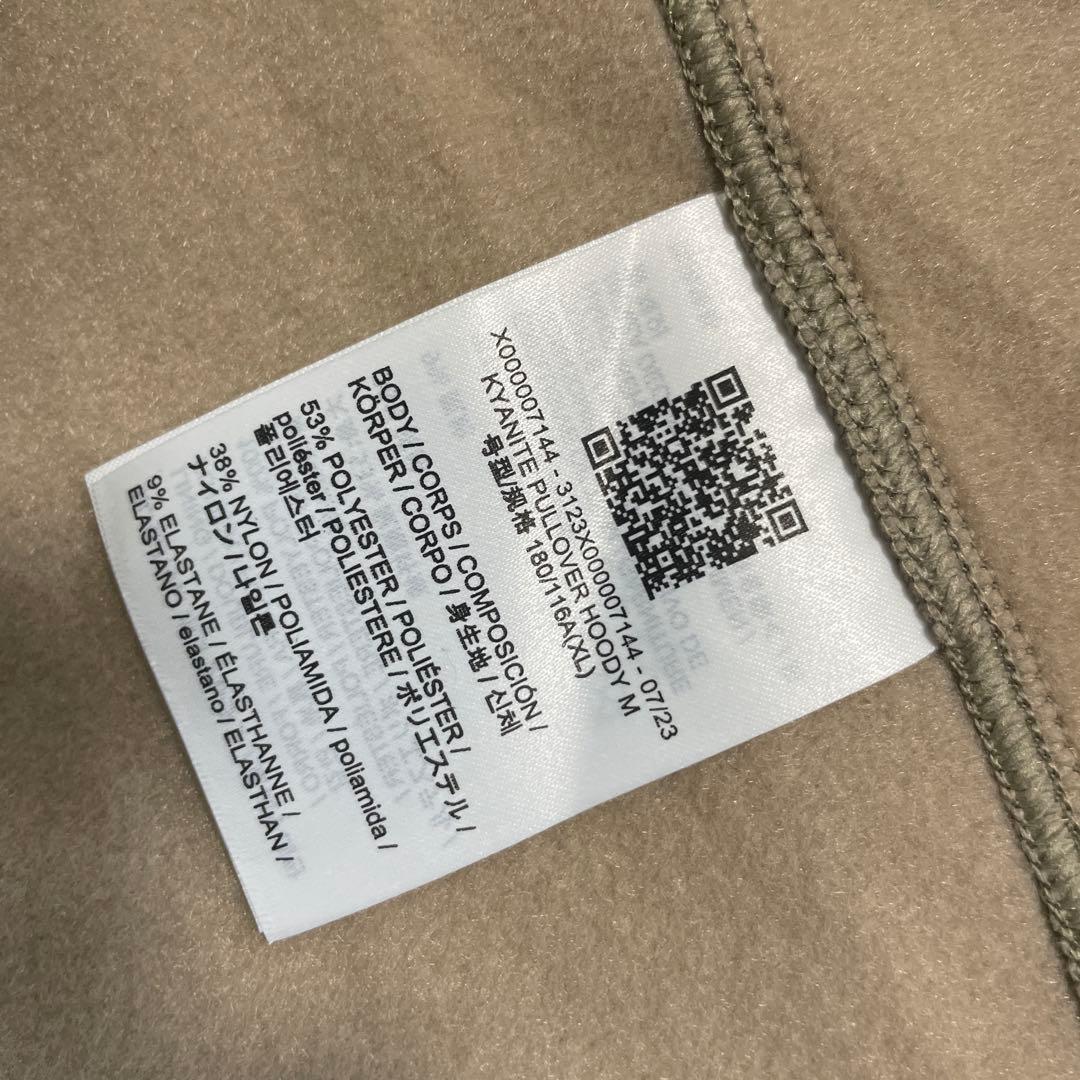 X000007144 - 3123X000007144 - 07/23
KYANITE PULLOVER HOODY M
号型/规格 180/116A(XL)
BODY / CORPS / COMPOSICIÓN /
KÖRPER / CORPO / 身生地 / 신체
53% POLYESTER / POLIÉSTER /
poliéster / POLIESTERE / ポリエステル /
폴리에스터
38% NYLON / POLIAMIDA / poliamida /
ナイロン / 나일론
9% ELASTANE / ÉLASTHANNE /
ELASTANO / elastano / ELASTHAN /